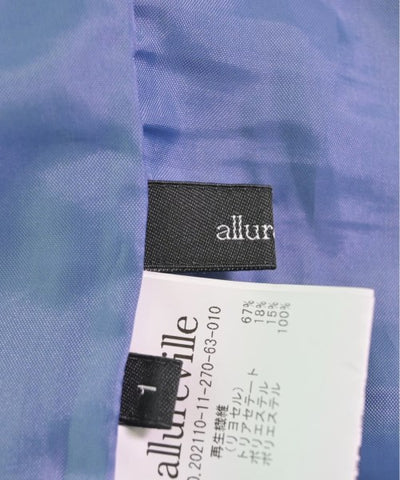 allure
1
allureville
0.202110-11-270-63-010
再生繊維 67%
(リヨセル)
トリアセテート 18%
ポリエステル 15%
ポリエステル 100%